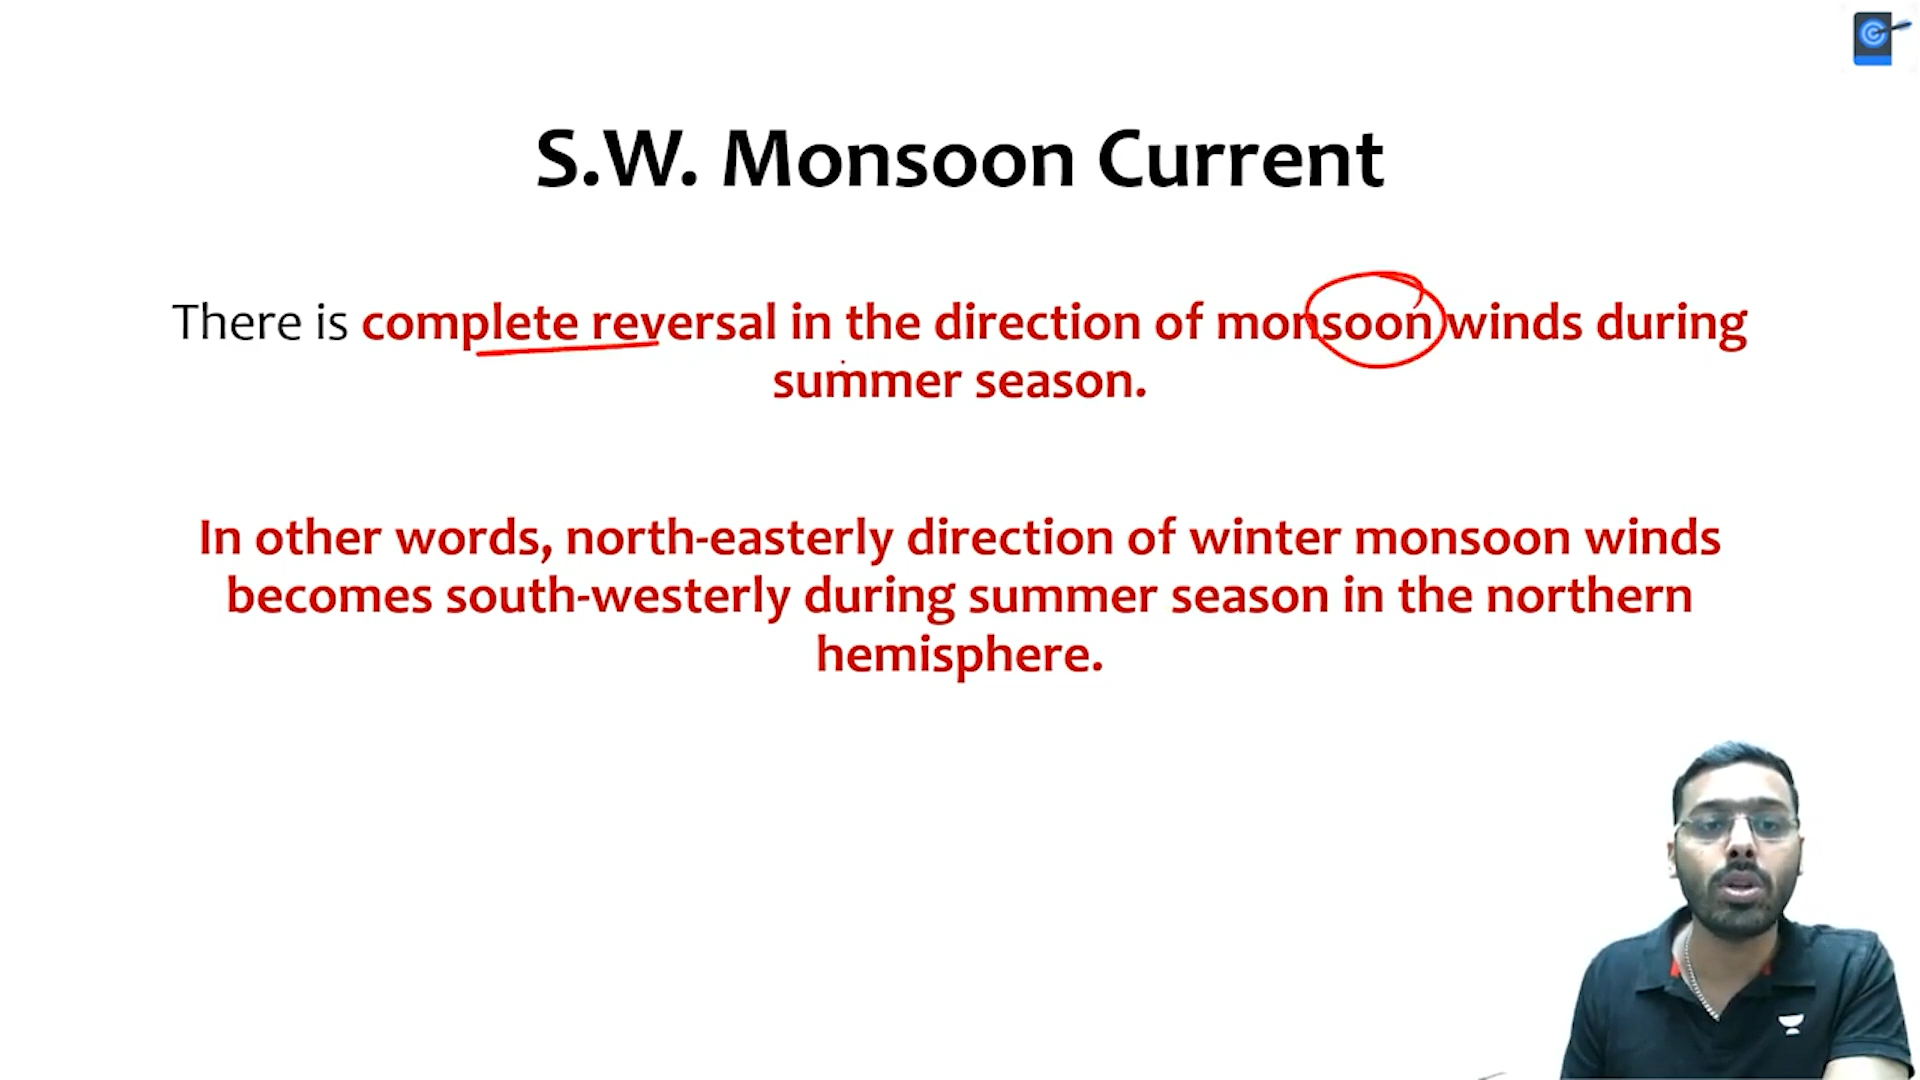 S.W. Monsoon Current
There is complete reversal in the direction of monsoon winds during
summer season.
In other words, north-easterly direction of winter monsoon winds
becomes south-westerly during summer season in the northern
hemisphere.